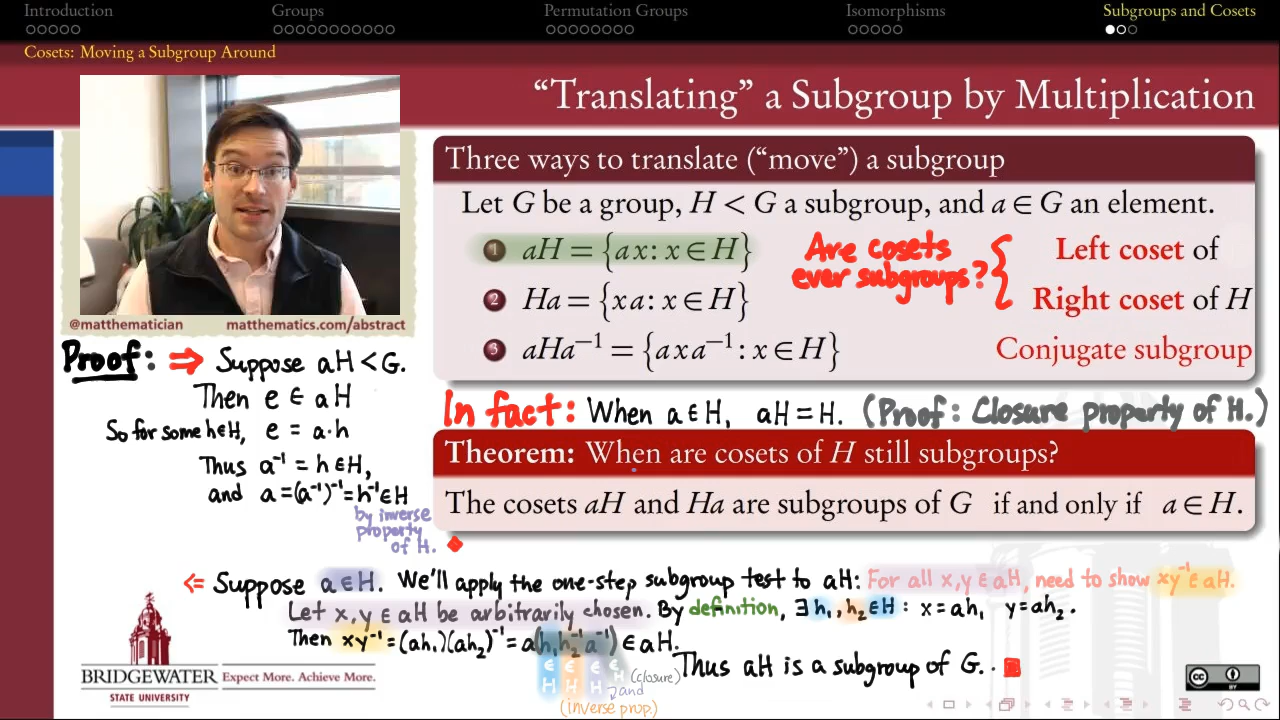 Introduction Groups Permutation Groups Isomorphisms Subgroups and Cosets
Cosets: Moving a Subgroup Around
“Translating” a Subgroup by Multiplication
Three ways to translate (“move”) a subgroup
Let G be a group, H < G a subgroup, and a ∈ G an element.
1 aH = {ax : x ∈ H} Left coset of
2 Ha = {xa : x ∈ H} Right coset of H
3 aHa⁻¹ = {axa⁻¹ : x ∈ H} Conjugate subgroup
Are cosets
ever subgroups?
@matthematician matthematics.com/abstract
In fact: When a ∈ H, aH = H. (Proof: Closure property of H.)
Theorem: When are cosets of H still subgroups?
The cosets aH and Ha are subgroups of G if and only if a ∈ H.
Proof: ⇒ Suppose aH < G.
Then e ∈ aH
So for some h ∈ H, e = a·h
Thus a⁻¹ = h ∈ H,
and a = (a⁻¹)⁻¹ = h⁻¹ ∈ H
by inverse
property
of H.
⇐ Suppose a ∈ H. We'll apply the one-step subgroup test to aH: For all x, y ∈ aH, need to show xy⁻¹ ∈ aH.
Let x, y ∈ aH be arbitrarily chosen. By definition, ∃ h₁, h₂ ∈ H : x = ah₁ y = ah₂.
Then xy⁻¹ = (ah₁)(ah₂)⁻¹ = a(h₁h₂⁻¹a⁻¹) ∈ aH.
∈ ∈ ∈ ∈
H H H H (closure)
and
(inverse prop.)
Thus aH is a subgroup of G.
BRIDGEWATER
STATE UNIVERSITY
Expect More. Achieve More.
cc BY